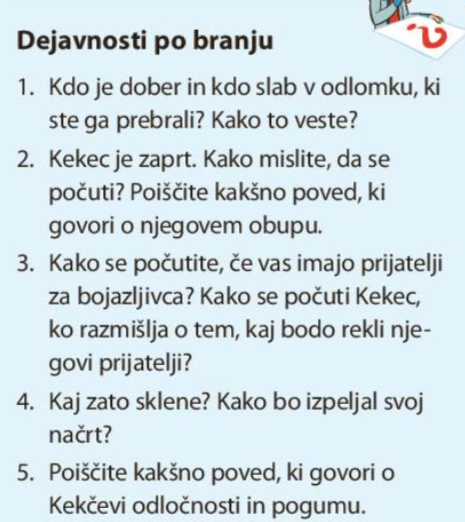 Dejavnosti po branju
1. Kdo je dober in kdo slab v odlomku, ki
ste ga prebrali? Kako to veste?
2. Kekec je zaprt. Kako mislite, da se
počuti? Poiščite kakšno poved, ki
govori o njegovem obupu.
3. Kako se počutite, če vas imajo prijatelji
za bojazljivca? Kako se počuti Kekec,
ko razmišlja o tem, kaj bodo rekli nje-
govi prijatelji?
4. Kaj zato sklene? Kako bo izpeljal svoj
načrt?
5. Poiščite kakšno poved, ki govori o
Kekčevi odločnosti in pogumu.